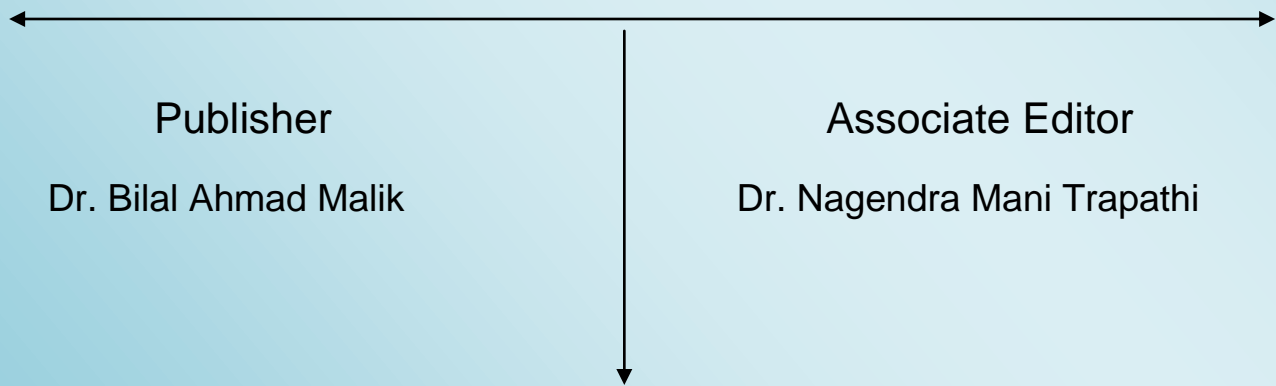 Publisher
Dr. Bilal Ahmad Malik
Associate Editor
Dr. Nagendra Mani Trapathi